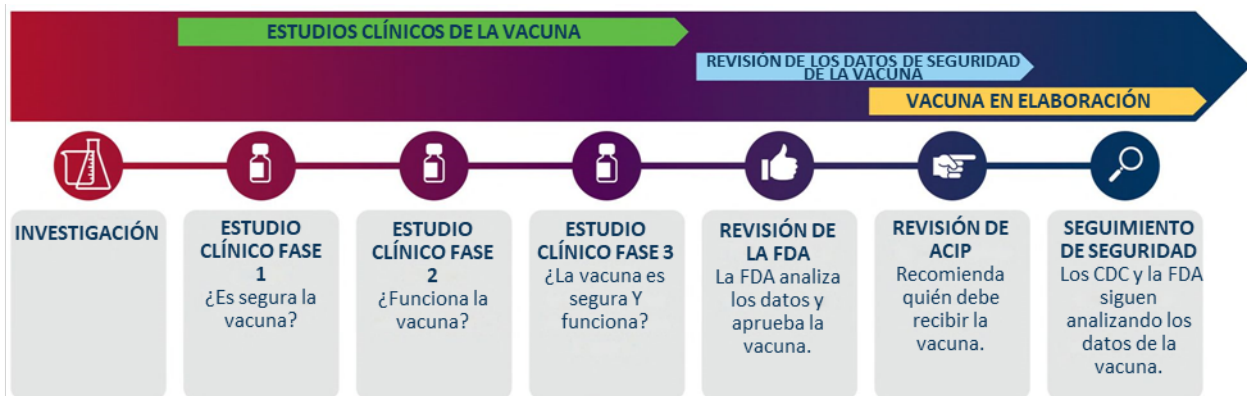 ESTUDIOS CLÍNICOS DE LA VACUNA
REVISIÓN DE LOS DATOS DE SEGURIDAD
DE LA VACUNA
VACUNA EN ELABORACIÓN
INVESTIGACIÓN
ESTUDIO
CLÍNICO FASE
1
¿Es segura la
vacuna?
ESTUDIO
CLÍNICO FASE
2
¿Funciona la
vacuna?
ESTUDIO
CLÍNICO FASE 3
¿La vacuna es
segura Y
funciona?
REVISIÓN DE
LA FDA
La FDA analiza
los datos y
aprueba la
vacuna.
REVISIÓN DE
ACIP
Recomienda
quién debe
recibir la
vacuna.
SEGUIMIENTO
DE SEGURIDAD
Los CDC y la FDA
siguen
analizando los
datos de la
vacuna.